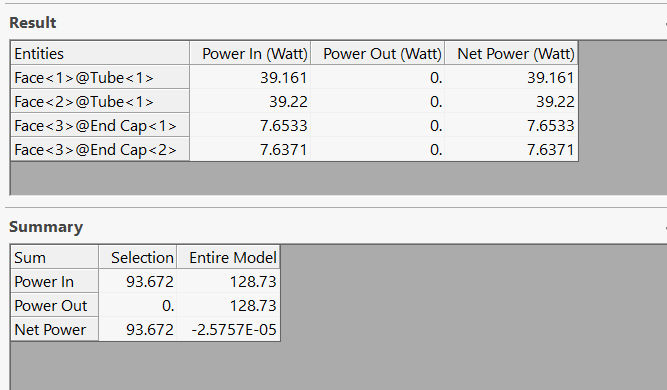 Result
Entities Power In (Watt) Power Out (Watt) Net Power (Watt)
Face<1>@Tube<1> 39.161 0. 39.161
Face<2>@Tube<1> 39.22 0. 39.22
Face<3>@End Cap<1> 7.6533 0. 7.6533
Face<3>@End Cap<2> 7.6371 0. 7.6371
Summary
Sum Selection Entire Model
Power In 93.672 128.73
Power Out 0. 128.73
Net Power 93.672 -2.5757E-05